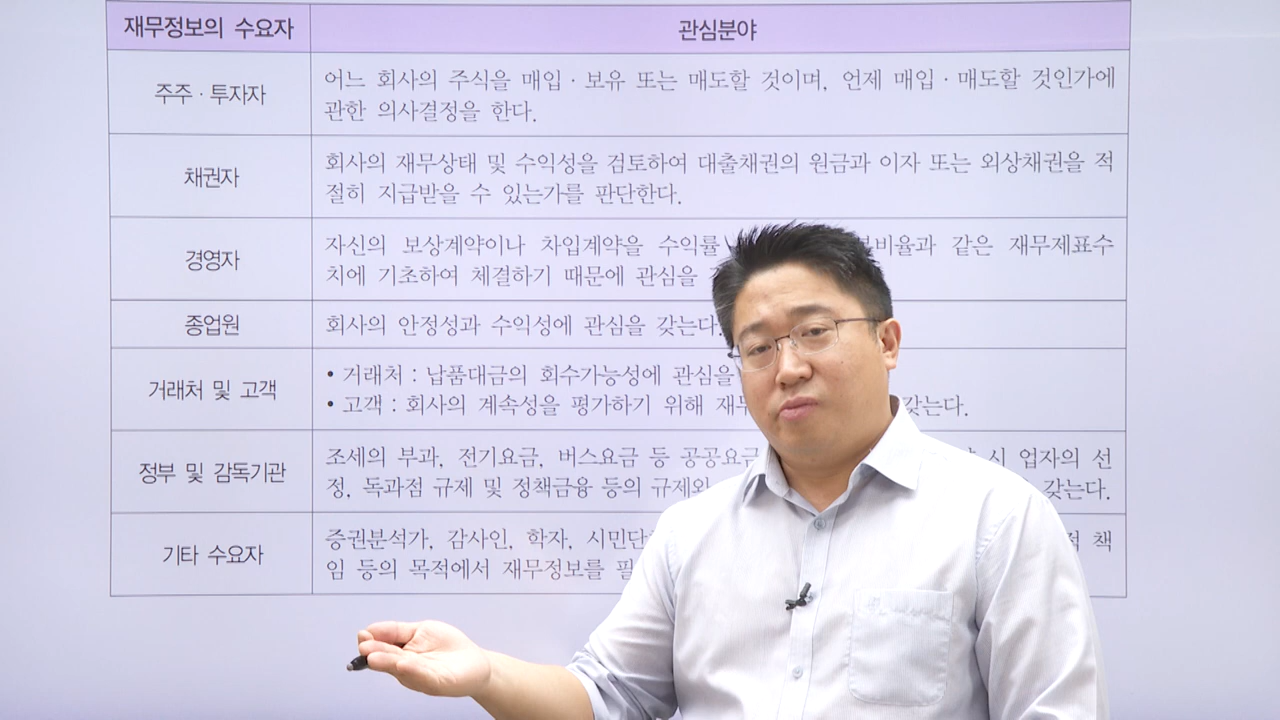 재무정보의 수요자
관심분야
주주 · 투자자
어느 회사의 주식을 매입 · 보유 또는 매도할 것이며, 언제 매입 · 매도할 것인가에
관한 의사결정을 한다.
채권자
회사의 재무상태 및 수익성을 검토하여 대출채권의 원금과 이자 또는 외상채권을 적
절히 지급받을 수 있는가를 판단한다.
경영자
자신의 보상계약이나 차입계약을 수익률 비율과 같은 재무제표수
치에 기초하여 체결하기 때문에 관심을
종업원
회사의 안정성과 수익성에 관심을 갖는다.
거래처 및 고객
• 거래처 : 납품대금의 회수가능성에 관심을
• 고객 : 회사의 계속성을 평가하기 위해 갖는다.
정부 및 감독기관
조세의 부과, 전기요금, 버스요금 등 공공요금 시 업자의 선
정, 독과점 규제 및 정책금융 등의 규제와 갖는다.
기타 수요자
증권분석가, 감사인, 학자, 책
임 등의 목적에서 재무정보를